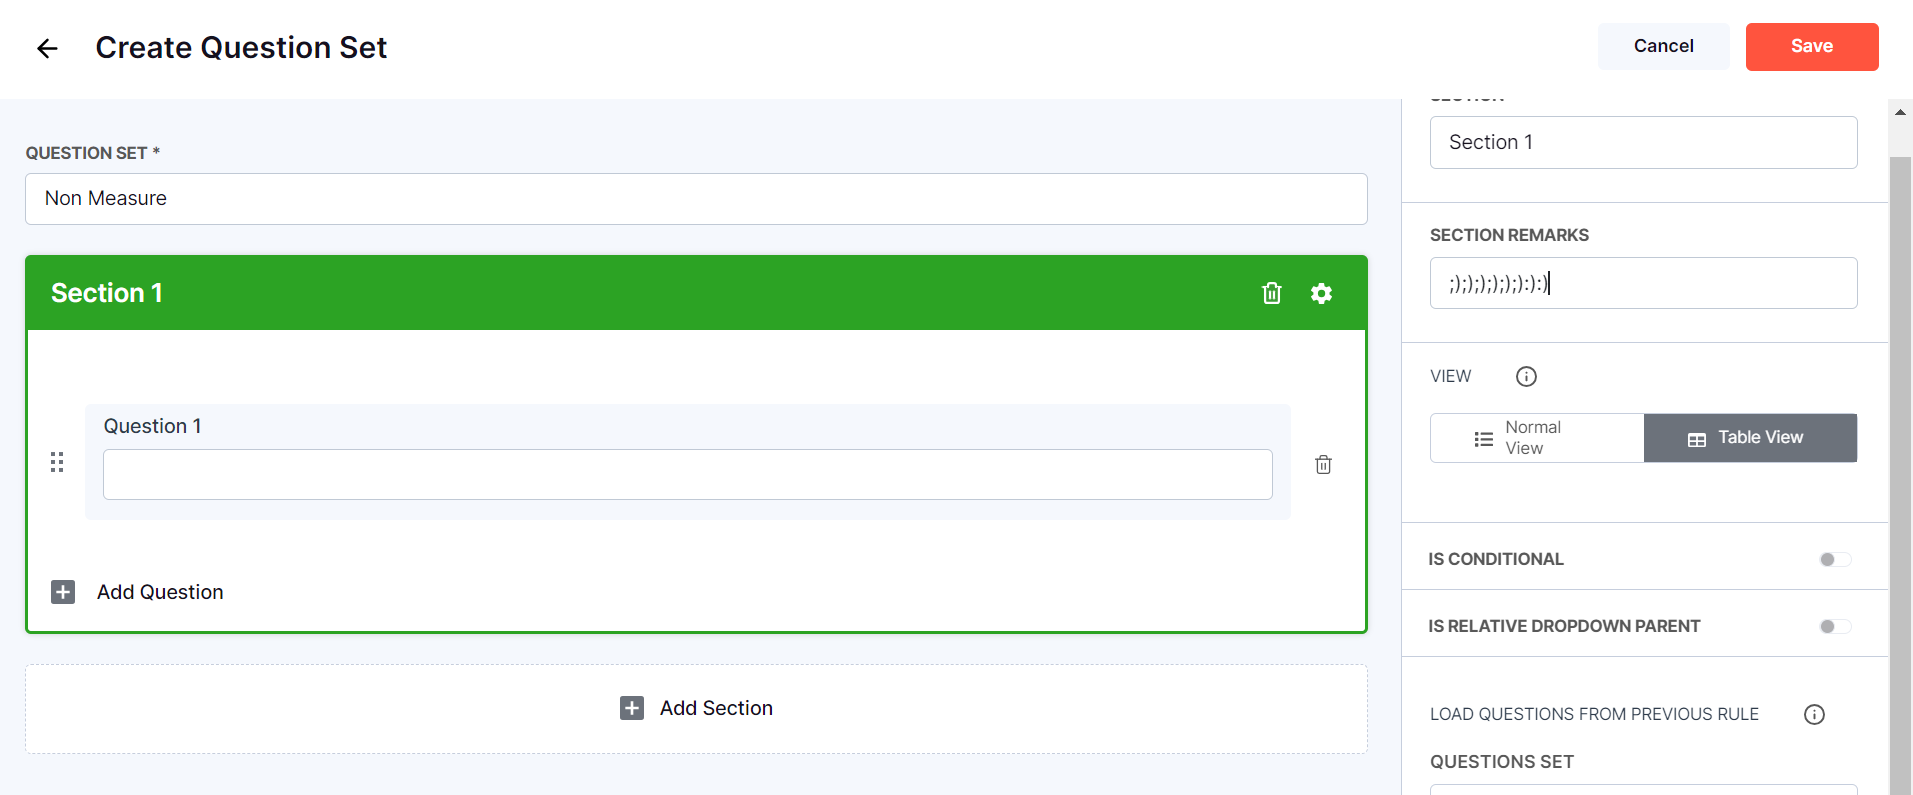 Create Question Set
Cancel
Save
QUESTION SET *
Non Measure
Section 1
Question 1
Add Question
Add Section
SECTION
Section 1
SECTION REMARKS
;);););););):):)
VIEW
Normal
View
Table View
IS CONDITIONAL
IS RELATIVE DROPDOWN PARENT
LOAD QUESTIONS FROM PREVIOUS RULE
QUESTIONS SET